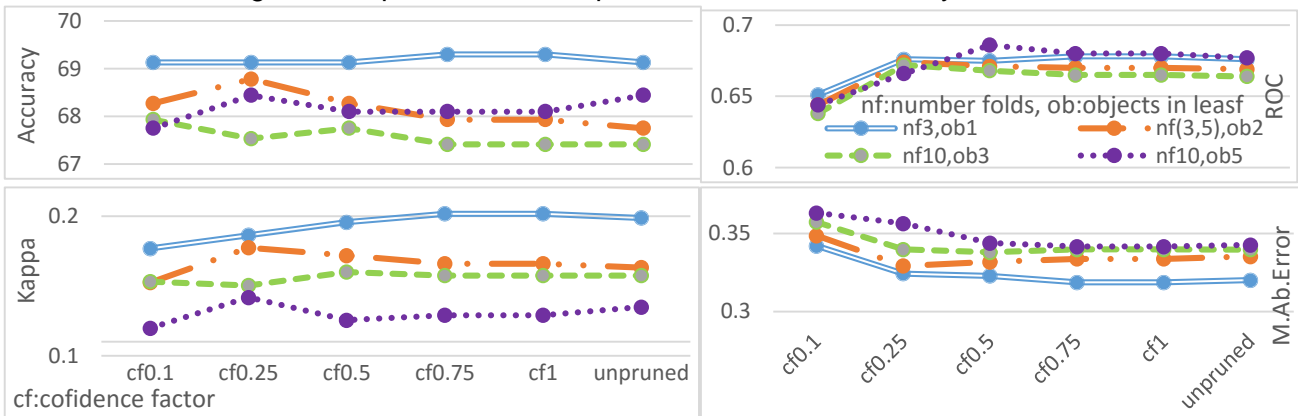 70
69
68
67
Accuracy
0.7
0.65
0.6
ROC
nf:number folds, ob:objects in leasf
nf3,ob1
nf(3,5),ob2
nf10,ob3
nf10,ob5
0.2
0.1
Kappa
cf0.1 cf0.25 cf0.5 cf0.75 cf1 unpruned
cf:cofidence factor
0.35
0.3
M.Ab.Error
cf0.1 cf0.25 cf0.5 cf0.75 cf1 unpruned